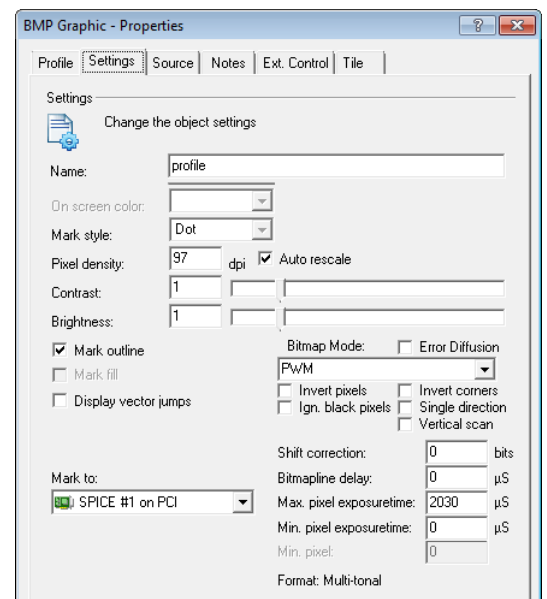 BMP Graphic - Properties
Profile Settings Source Notes Ext. Control Tile
Settings
Change the object settings
Name: profile
On screen color:
Mark style: Dot
Pixel density: 97 dpi Auto rescale
Contrast: 1
Brightness: 1
Mark outline
Mark fill
Display vector jumps
Mark to:
SPICE #1 on PCI
Bitmap Mode: Error Diffusion
PWM
Invert pixels Invert corners
Ign. black pixels Single direction
Vertical scan
Shift correction: 0 bits
Bitmapline delay: 0 µS
Max. pixel exposuretime: 2030 µS
Min. pixel exposuretime: 0 µS
Min. pixel: 0
Format: Multi-tonal